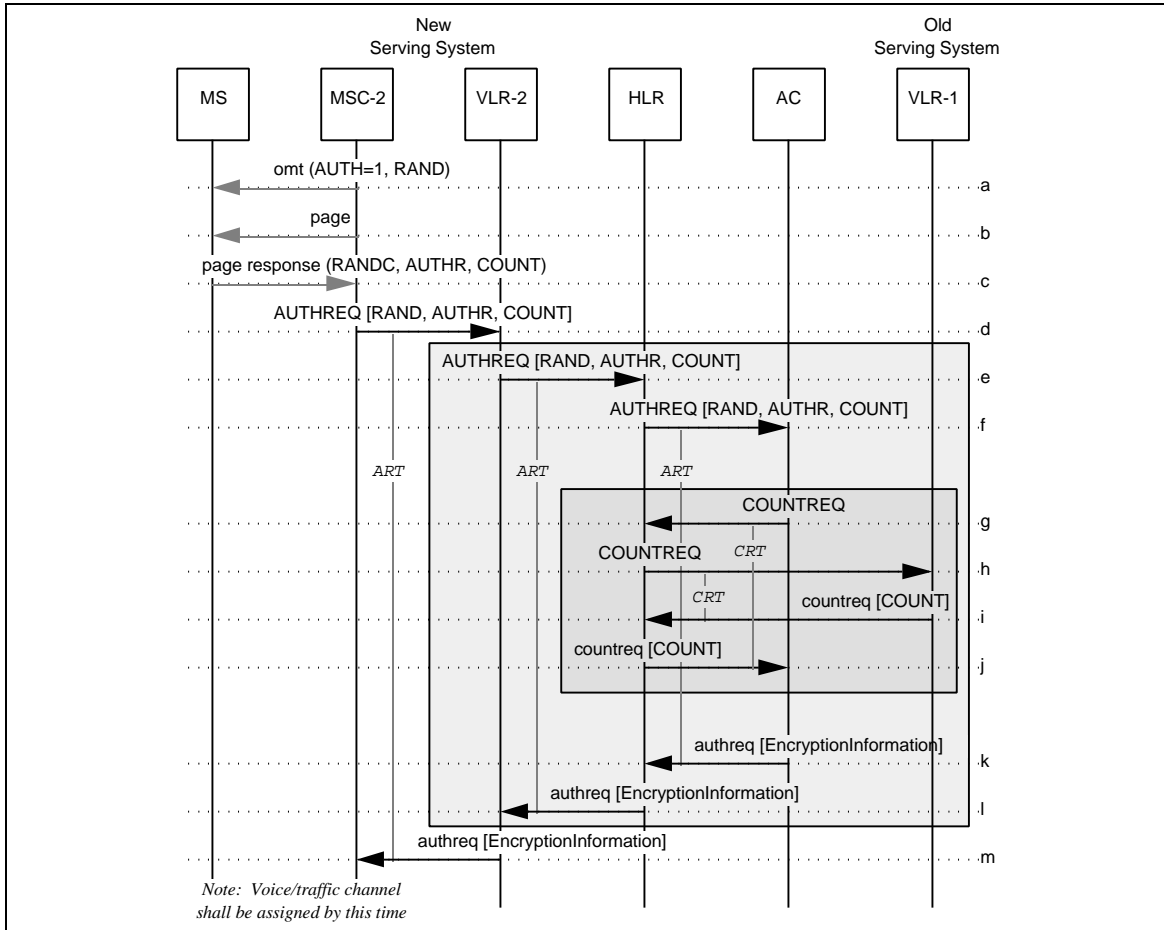 New
Serving System
Old
Serving System
MS
MSC-2
VLR-2
HLR
AC
VLR-1
omt (AUTH=1, RAND)
a
page
b
page response (RANDC, AUTHR, COUNT)
c
AUTHREQ [RAND, AUTHR, COUNT]
d
AUTHREQ [RAND, AUTHR, COUNT]
e
AUTHREQ [RAND, AUTHR, COUNT]
f
ART
ART
ART
COUNTREQ
g
COUNTREQ
CRT
h
CRT
countreq [COUNT]
i
countreq [COUNT]
j
authreq [EncryptionInformation]
k
authreq [EncryptionInformation]
l
authreq [EncryptionInformation]
m
Note: Voice/traffic channel
shall be assigned by this time